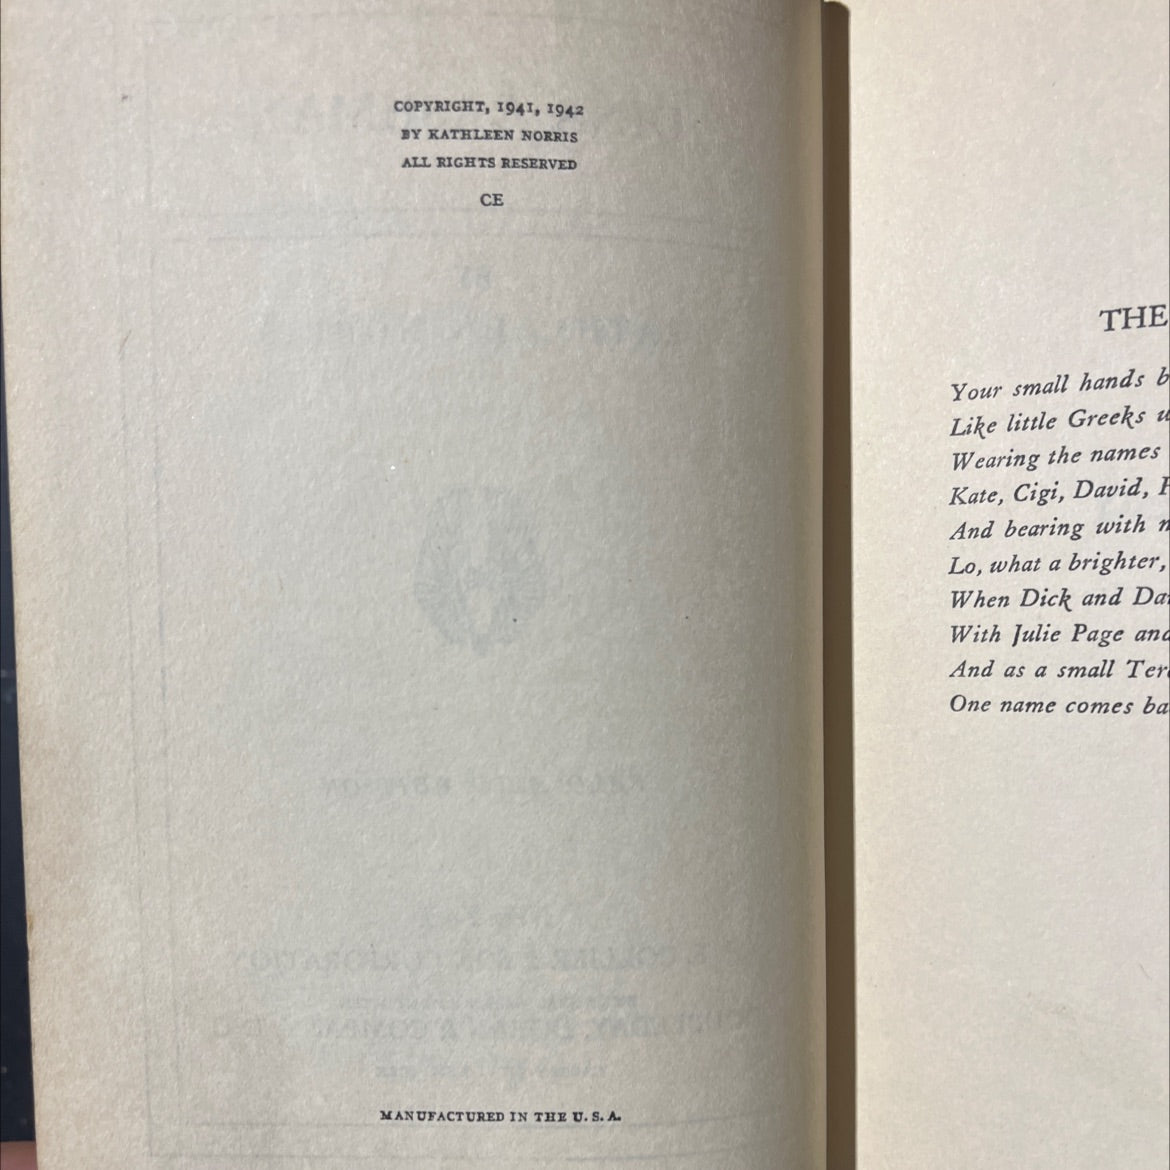 COPYRIGHT, 1941, 1942
BY KATHLEEN NORRIS
ALL RIGHTS RESERVED
CE
MANUFACTURED IN THE U. S. A.
THE
Your small hands
Like little Greeks
Wearing the names
Kate, Cigi, David,
And bearing with
Lo, what a brighter,
When Dick and
With Julie Page and
And as a small
One name comes